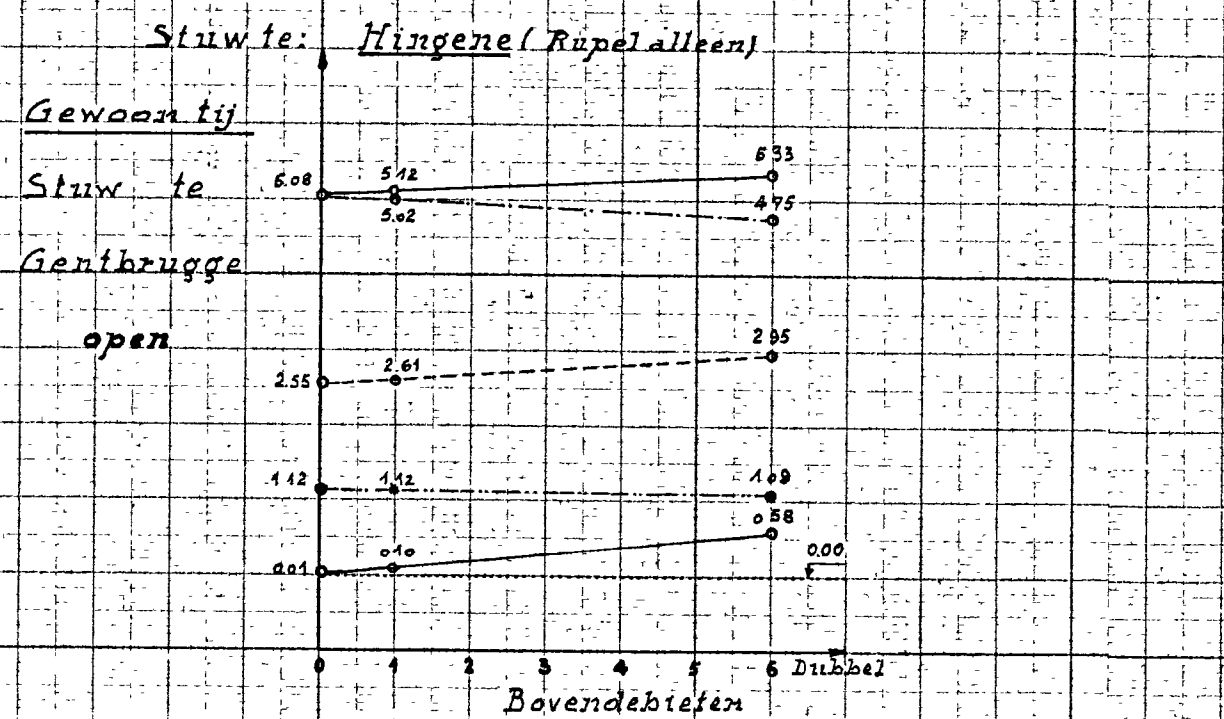 Stuw te: Hingene ( Rupel alleen)
Gewoon tij
Stuw te
Gentbrugge
open
5.08
5.12
5.33
5.02
4.75
2.55
2.61
2.95
1.12
1.12
1.09
0.58
0.01
0.10
0.00
0 1 2 3 4 5 6 Dubbel
Bovendebieten